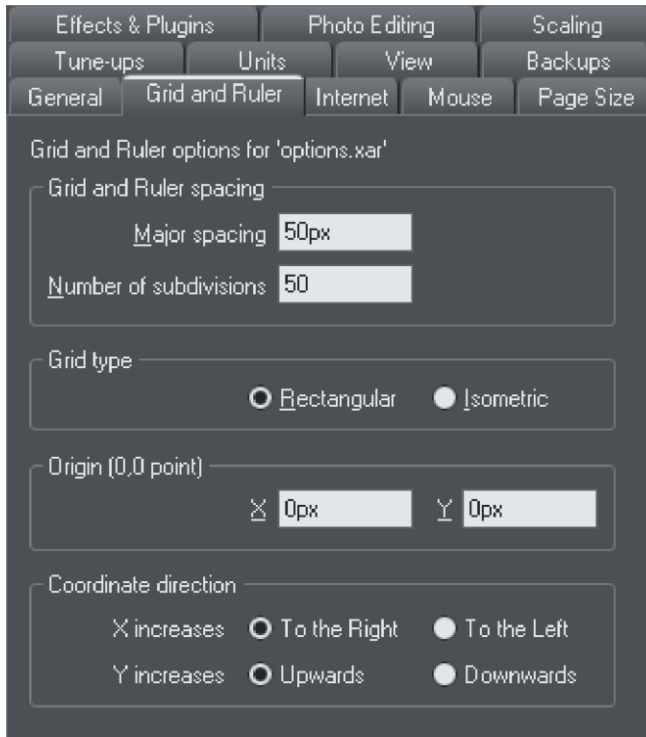 Effects & Plugins Photo Editing Scaling
Tune-ups Units View Backups
General Grid and Ruler Internet Mouse Page Size
Grid and Ruler options for 'options.xar'
Grid and Ruler spacing
Major spacing 50px
Number of subdivisions 50
Grid type
Rectangular Isometric
Origin (0,0 point)
X 0px Y 0px
Coordinate direction
X increases To the Right To the Left
Y increases Upwards Downwards